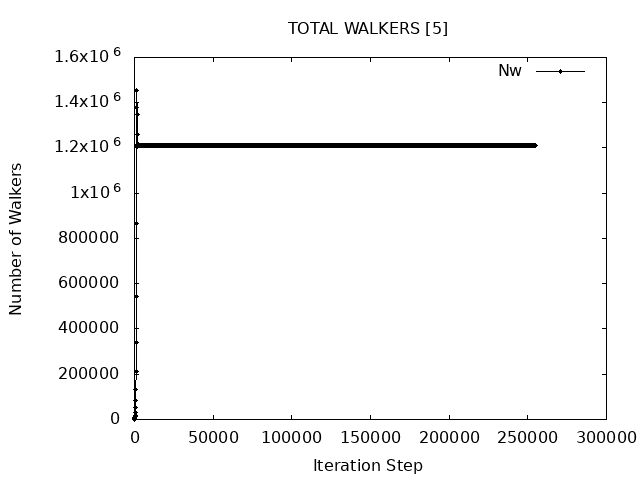 TOTAL WALKERS [5]
Nw
1.6x10^6
1.4x10^6
1.2x10^6
1x10^6
800000
600000
400000
200000
0
Number of Walkers
0 50000 100000 150000 200000 250000 300000
Iteration Step